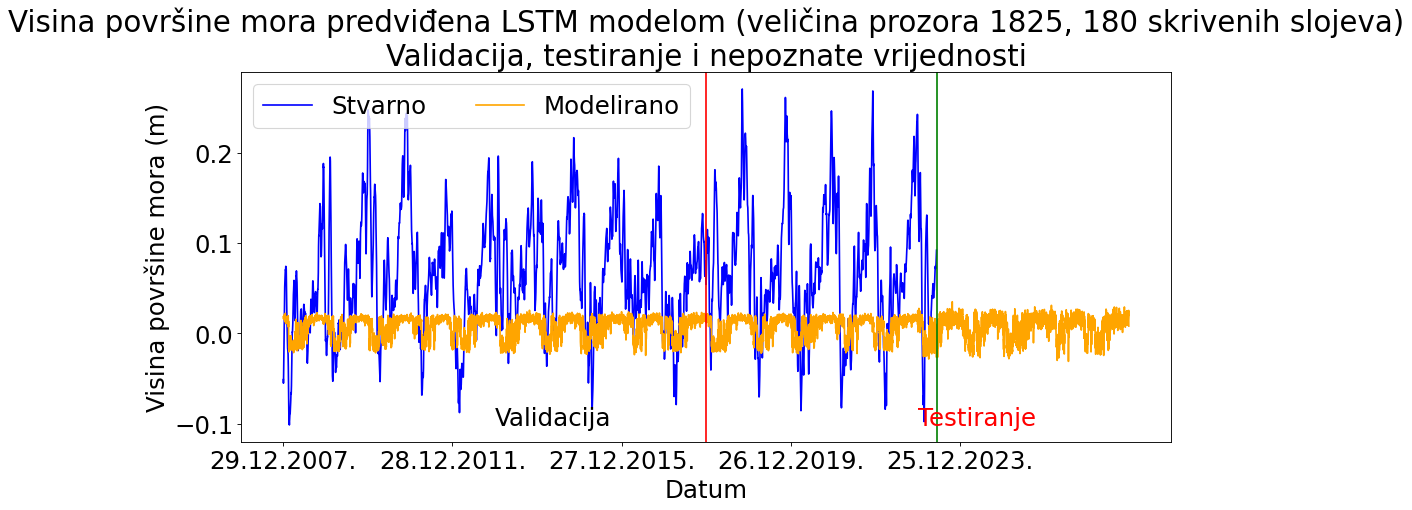 Visina površine mora predviđena LSTM modelom (veličina prozora 1825, 180 skrivenih slojeva)
Validacija, testiranje i nepoznate vrijednosti
Stvarno Modelirano
Visina površine mora (m)
0.2
0.1
0.0
−0.1
Validacija Testiranje
29.12.2007. 28.12.2011. 27.12.2015. 26.12.2019. 25.12.2023.
Datum